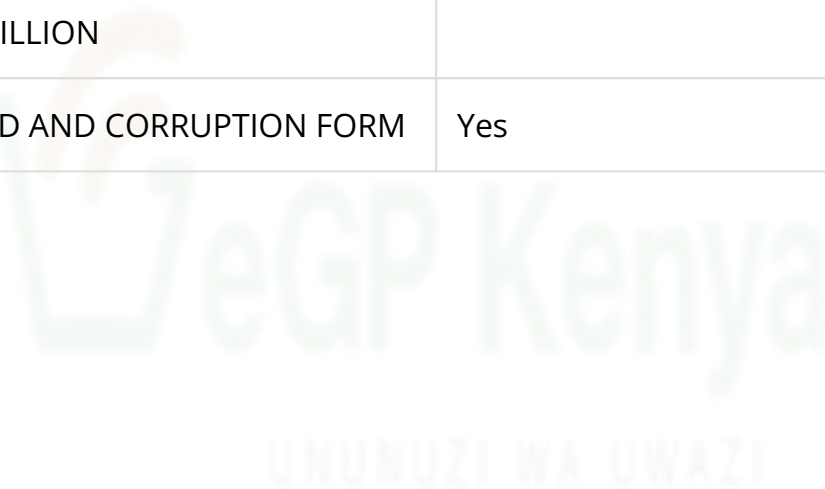 ILLION
D AND CORRUPTION FORM Yes
eGP Kenya
UNUNUZI WA UWAZI